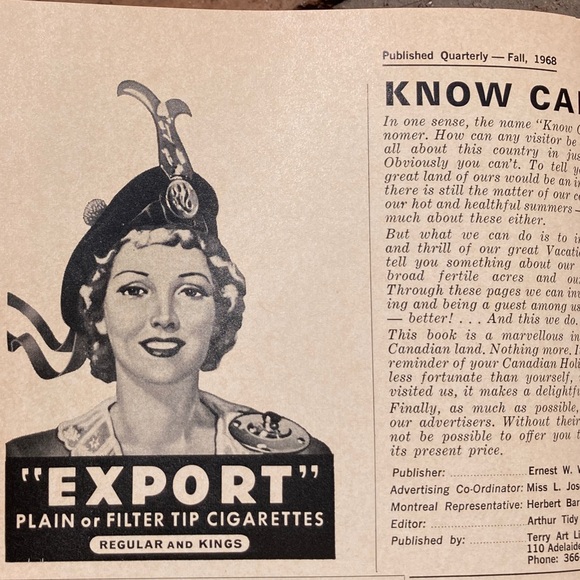 "EXPORT"
PLAIN or FILTER TIP CIGARETTES
REGULAR AND KINGS
Published Quarterly — Fall, 1968
KNOW
In one sense, the name "Know
nomer. How can any visitor be
all about this country in
Obviously you can't. To tell
great land of ours would be an
there is still the matter of our
our hot and healthful summers —
much about these either.
But what we can do is to
and thrill of our great
tell you something about our
broad fertile acres and
Through these pages we can
ing and being a guest among
— better! . . . And this we do.
This book is a marvellous
Canadian land. Nothing more.
reminder of your Canadian
less fortunate than yourself,
visited us, it makes a
Finally, as much as possible,
our advertisers. Without their
not be possible to offer you
its present price.
Publisher: ........................ Ernest W.
Advertising Co-Ordinator: Miss L.
Montreal Representative: Herbert
Editor: ........................ Arthur Tidy
Published by: ................ Terry Art
110 Adelaide
Phone: 366